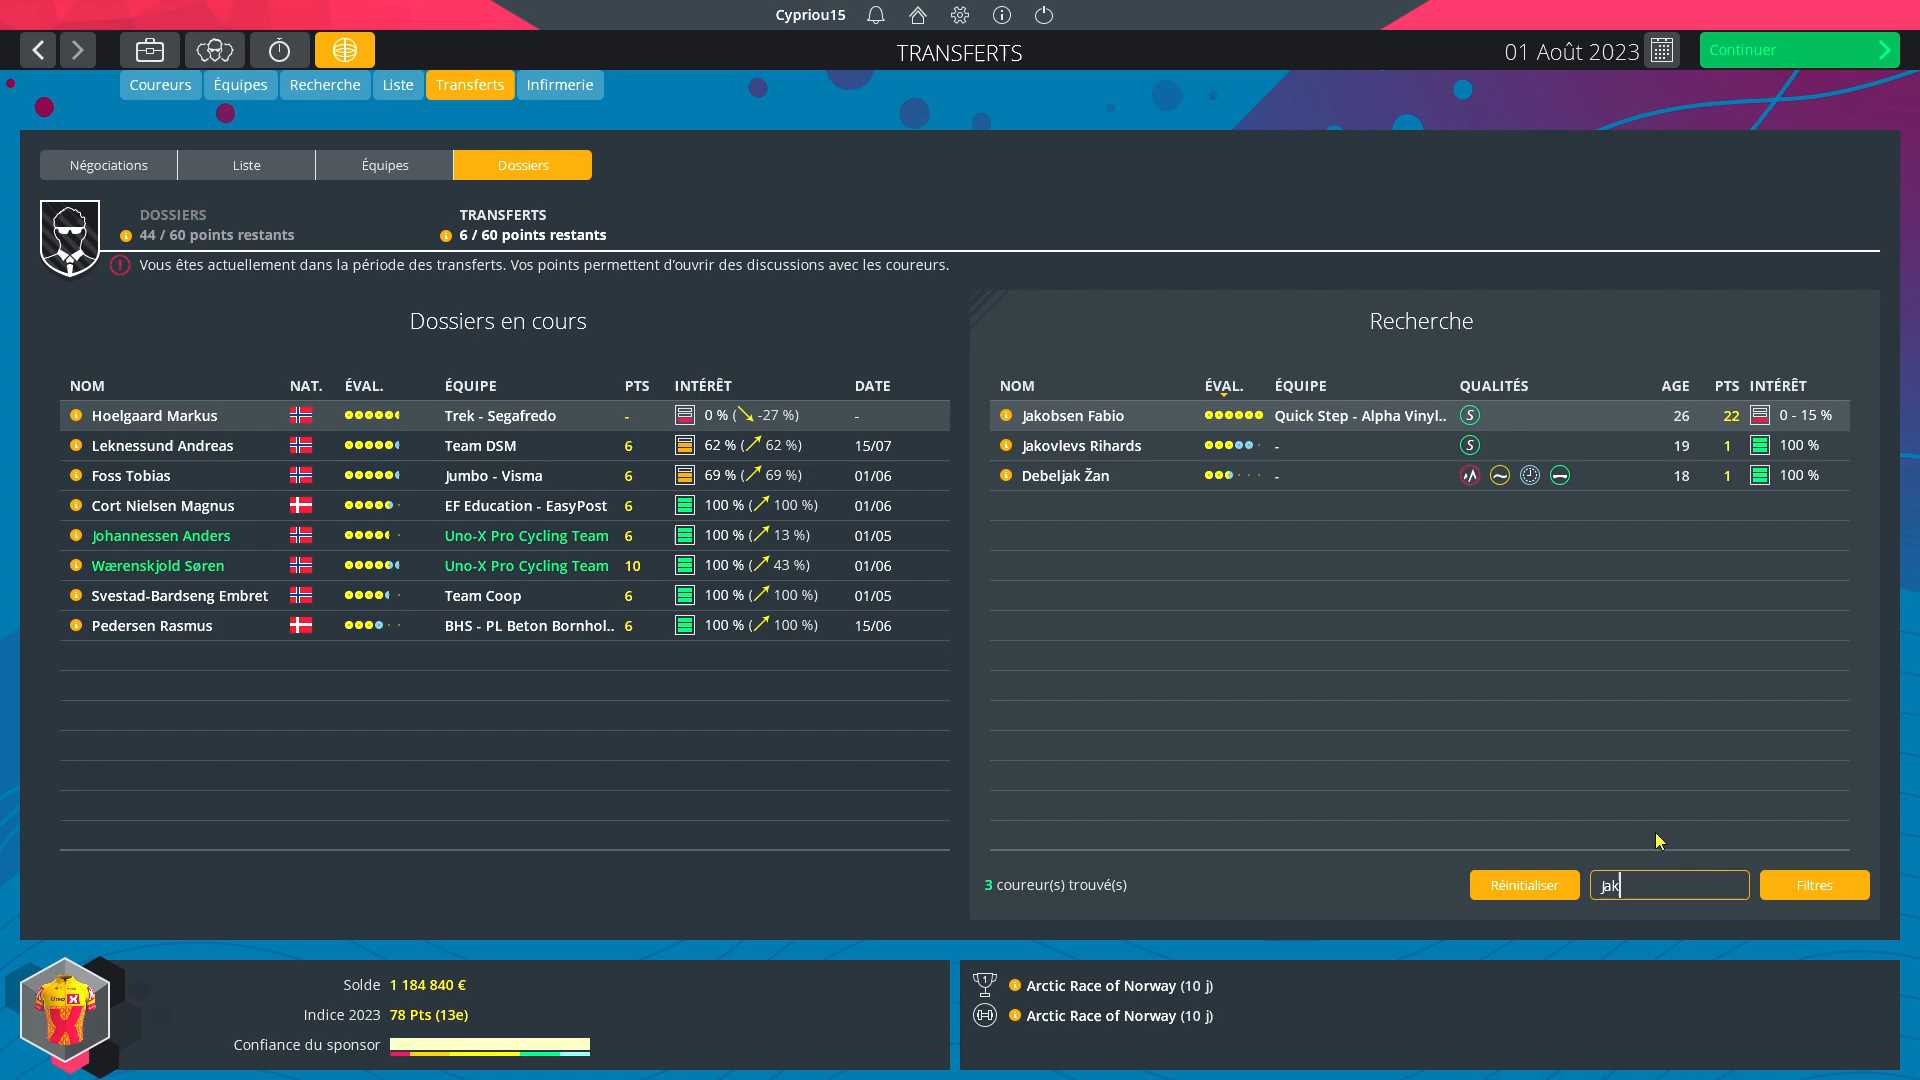 Cypriou15
TRANSFERTS
01 Août 2023
Continuer
Coureurs Équipes Recherche Liste Transferts Infirmerie
Négociations Liste Équipes Dossiers
DOSSIERS
44 / 60 points restants
TRANSFERTS
6 / 60 points restants
Vous êtes actuellement dans la période des transferts. Vos points permettent d'ouvrir des discussions avec les coureurs.
Dossiers en cours
NOM NAT. ÉVAL. ÉQUIPE PTS INTÉRÊT DATE
Hoelgaard Markus Trek - Segafredo - 0 % ( -27 %) -
Leknessund Andreas Team DSM 6 62 % ( 62 %) 15/07
Foss Tobias Jumbo - Visma 6 69 % ( 69 %) 01/06
Cort Nielsen Magnus EF Education - EasyPost 6 100 % ( 100 %) 01/06
Johannessen Anders Uno-X Pro Cycling Team 6 100 % ( 13 %) 01/05
Wærenskjold Søren Uno-X Pro Cycling Team 10 100 % ( 43 %) 01/06
Svestad-Bardseng Embret Team Coop 6 100 % ( 100 %) 01/05
Pedersen Rasmus BHS - PL Beton Bornhol.. 6 100 % ( 100 %) 15/06
Recherche
NOM ÉVAL. ÉQUIPE QUALITÉS AGE PTS INTÉRÊT
Jakobsen Fabio Quick Step - Alpha Vinyl.. S 26 22 0 - 15 %
Jakovlevs Rihards - S 19 1 100 %
Debeljak Žan - 18 1 100 %
3 coureur(s) trouvé(s)
Réinitialiser
Jak
Filtres
Uno X
Solde 1 184 840 €
Indice 2023 78 Pts (13e)
Confiance du sponsor
1 Arctic Race of Norway (10 j)
Arctic Race of Norway (10 j)